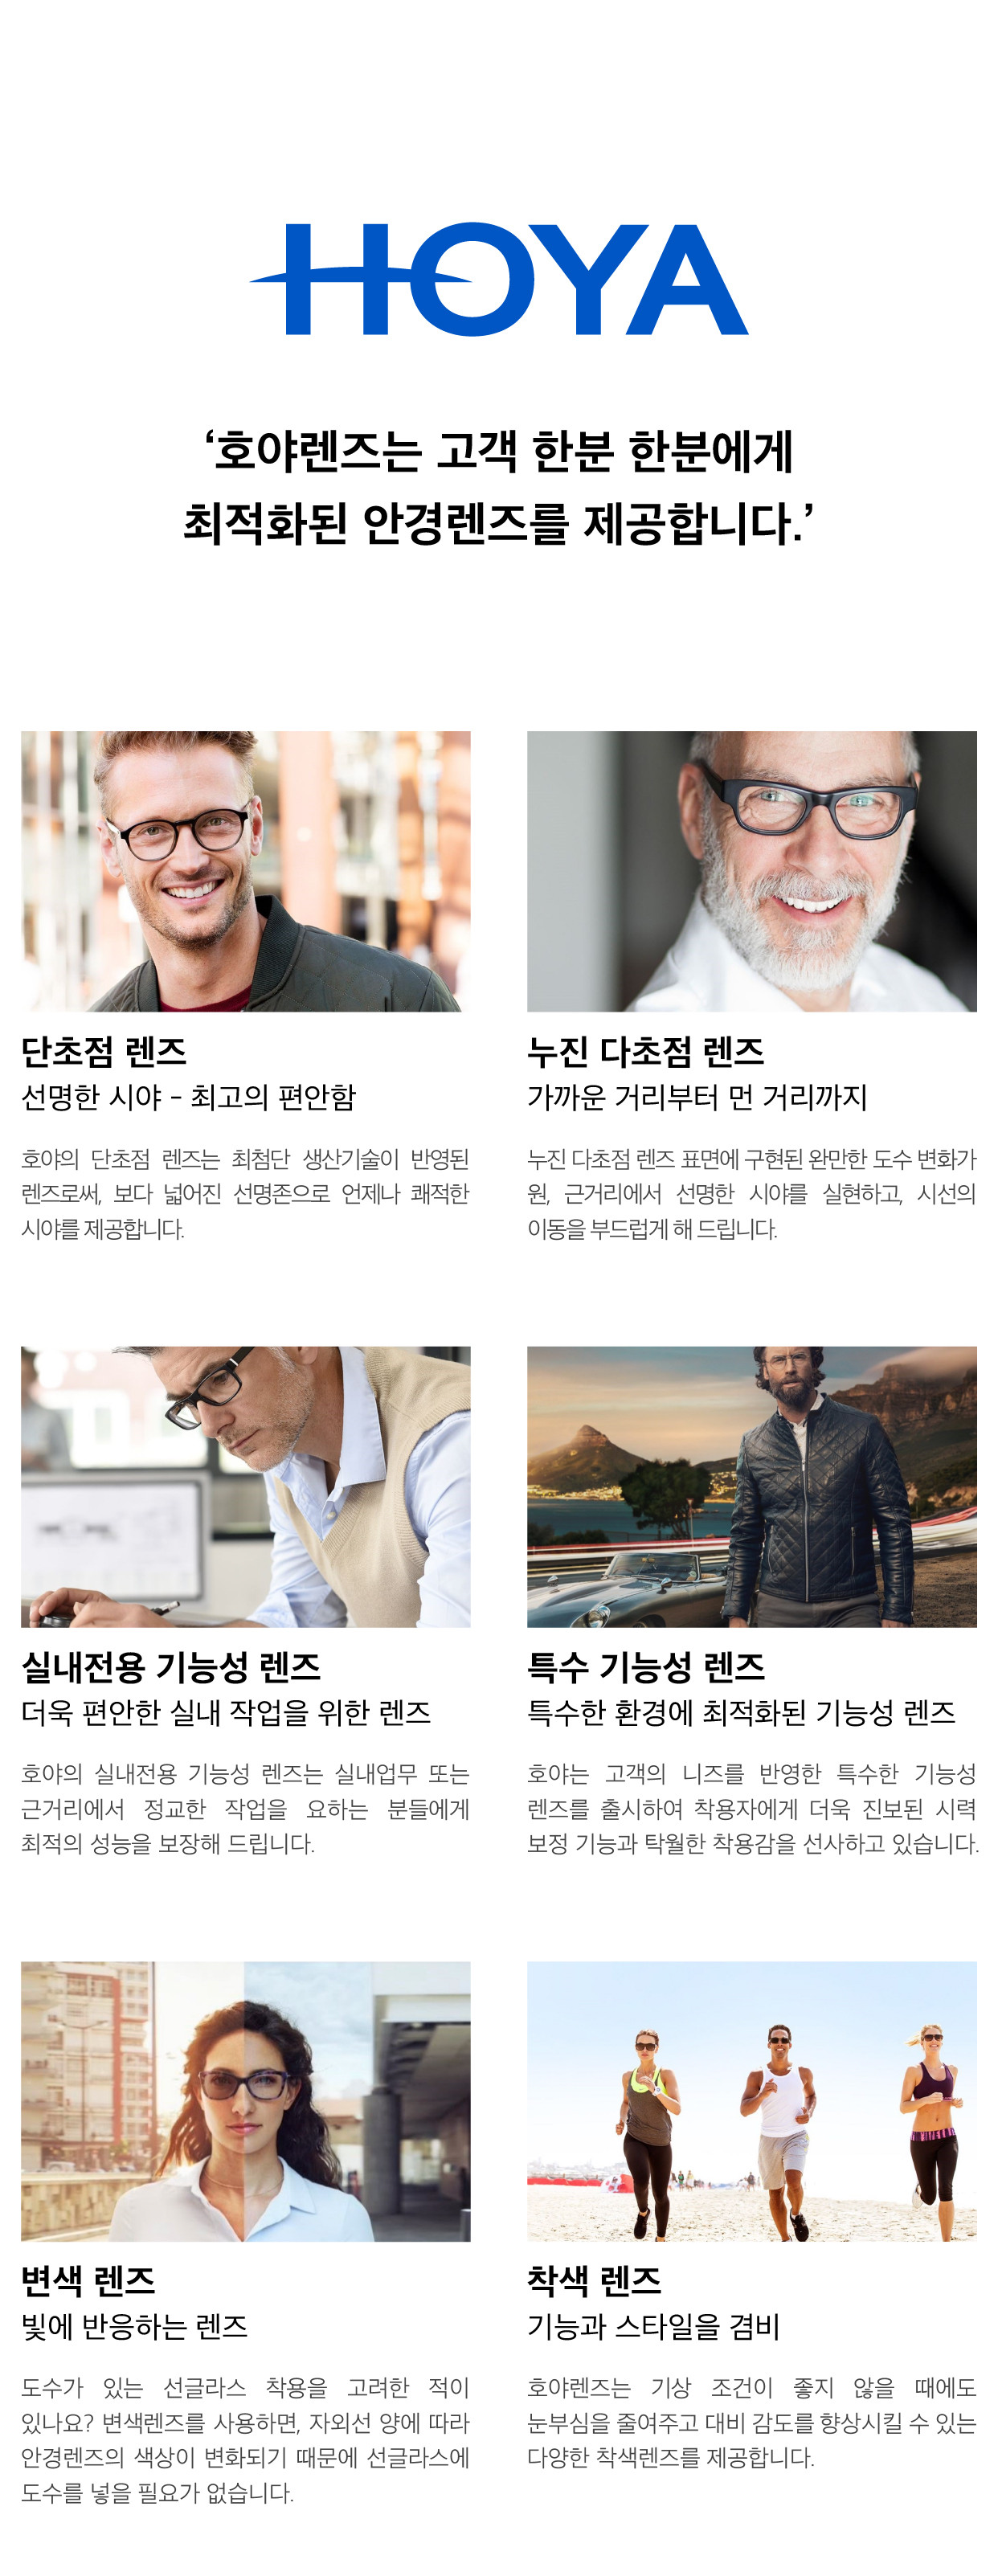 HOYA
‘호야렌즈는 고객 한분 한분에게
최적화된 안경렌즈를 제공합니다.’
단초점 렌즈
선명한 시야 - 최고의 편안함
호야의 단초점 렌즈는 최첨단 생산기술이 반영된
렌즈로써, 보다 넓어진 선명존으로 언제나 쾌적한
시야를 제공합니다.
누진 다초점 렌즈
가까운 거리부터 먼 거리까지
누진 다초점 렌즈 표면에 구현된 완만한 도수 변화가
원, 근거리에서 선명한 시야를 실현하고, 시선의
이동을 부드럽게 해 드립니다.
실내전용 기능성 렌즈
더욱 편안한 실내 작업을 위한 렌즈
호야의 실내전용 기능성 렌즈는 실내업무 또는
근거리에서 정교한 작업을 요하는 분들에게
최적의 성능을 보장해 드립니다.
특수 기능성 렌즈
특수한 환경에 최적화된 기능성 렌즈
호야는 고객의 니즈를 반영한 특수한 기능성
렌즈를 출시하여 착용자에게 더욱 진보된 시력
보정 기능과 탁월한 착용감을 선사하고 있습니다.
변색 렌즈
빛에 반응하는 렌즈
도수가 있는 선글라스 착용을 고려한 적이
있나요? 변색렌즈를 사용하면, 자외선 양에 따라
안경렌즈의 색상이 변화되기 때문에 선글라스에
도수를 넣을 필요가 없습니다.
착색 렌즈
기능과 스타일을 겸비
호야렌즈는 기상 조건이 좋지 않을 때에도
눈부심을 줄여주고 대비 감도를 향상시킬 수 있는
다양한 착색렌즈를 제공합니다.